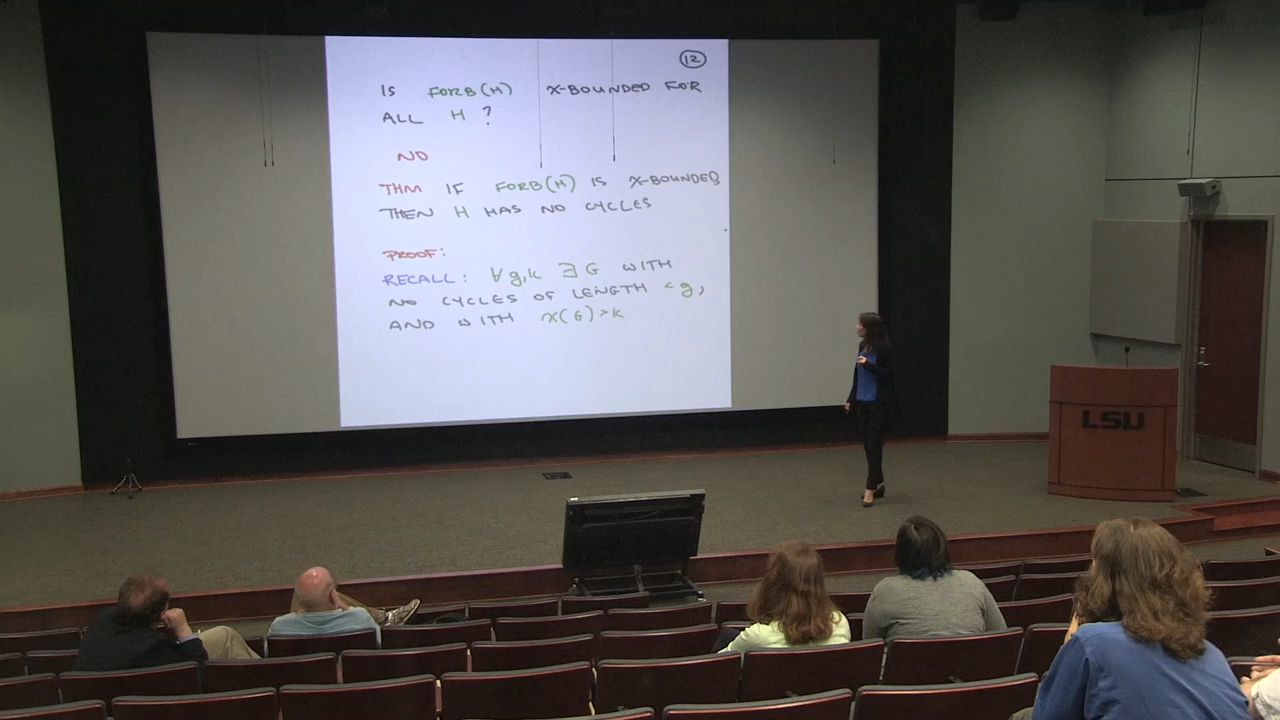 12
IS FORB(H) χ-BOUNDED FOR
ALL H ?
NO
THM IF FORB(H) IS χ-BOUNDED,
THEN H HAS NO CYCLES
PROOF:
RECALL: ∀ g,k ∃ G WITH
NO CYCLES OF LENGTH < g,
AND WITH χ(G) > k
LSU